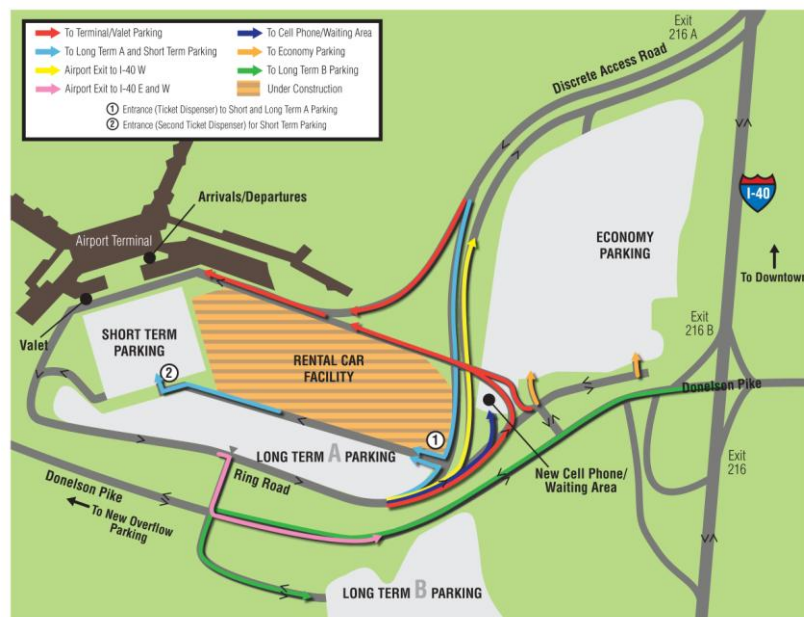 To Terminal/Valet Parking
To Long Term A and Short Term Parking
Airport Exit to I-40 W
Airport Exit to I-40 E and W
To Cell Phone/Waiting Area
To Economy Parking
To Long Term B Parking
Under Construction
1 Entrance (Ticket Dispenser) to Short and Long Term A Parking
2 Entrance (Second Ticket Dispenser) for Short Term Parking
Exit
216 A
Discrete Access Road
I-40
To Downtown
Arrivals/Departures
Airport Terminal
ECONOMY
PARKING
Exit
216 B
Valet
SHORT TERM
PARKING
2
RENTAL CAR
FACILITY
Donelson Pike
1
LONG TERM A PARKING
New Cell Phone/
Waiting Area
Exit
216
Ring Road
Donelson Pike
To New Overflow
Parking
LONG TERM B PARKING